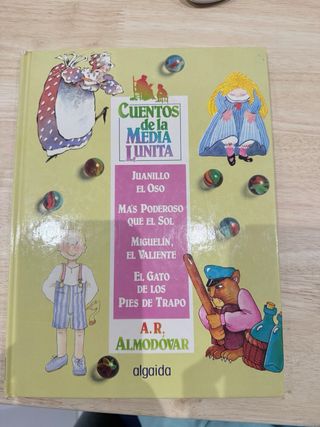 CUENTOS
de la
MEDIA
LUNITA
JUANILLO
EL OSO
MÁS PODEROSO
QUE EL SOL
MIGUELÍN,
EL VALIENTE
EL GATO
DE LOS
PIES DE TRAPO
A.R.
ALMODÓVAR
algaida